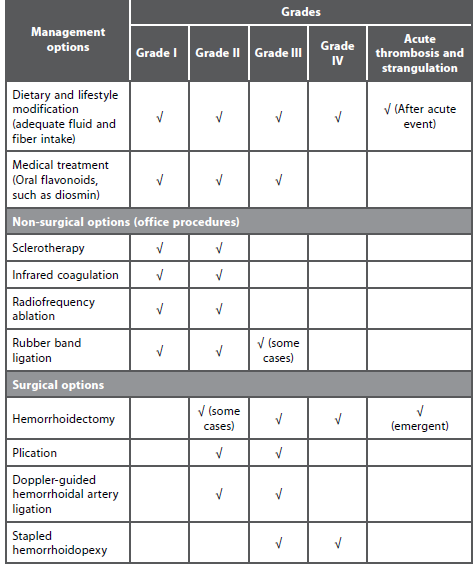 Management options
Grades
Grade I
Grade II
Grade III
Grade IV
Acute thrombosis and strangulation
Dietary and lifestyle
modification
(adequate fluid and
fiber intake)
√
√
√
√
√ (After acute
event)
Medical treatment
(Oral flavonoids,
such as diosmin)
√
√
√
Non-surgical options (office procedures)
Sclerotherapy
√
√
Infrared coagulation
√
√
Radiofrequency
ablation
√
√
Rubber band
ligation
√
√
√ (some
cases)
Surgical options
Hemorrhoidectomy
√ (some
cases)
√
√
√
(emergent)
Plication
√
√
Doppler-guided
hemorrhoidal artery
ligation
√
√
Stapled
hemorrhoidopexy
√
√